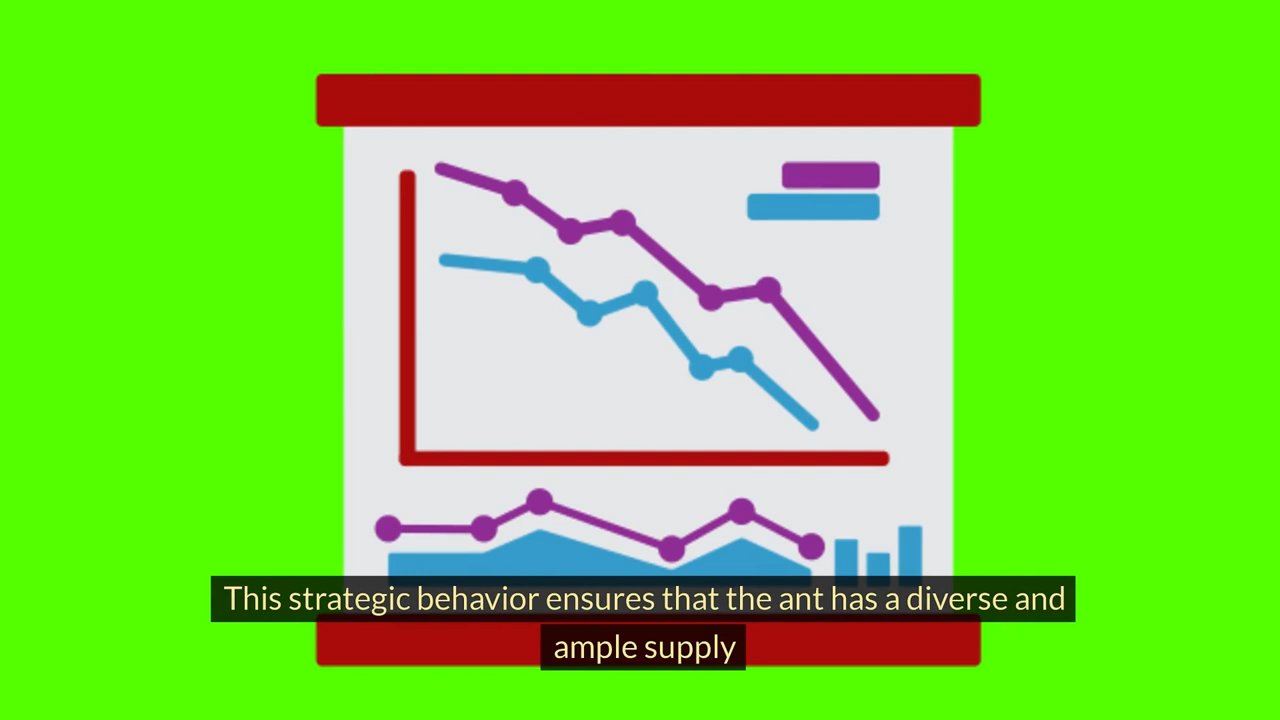 This strategic behavior ensures that the ant has a diverse and
ample supply